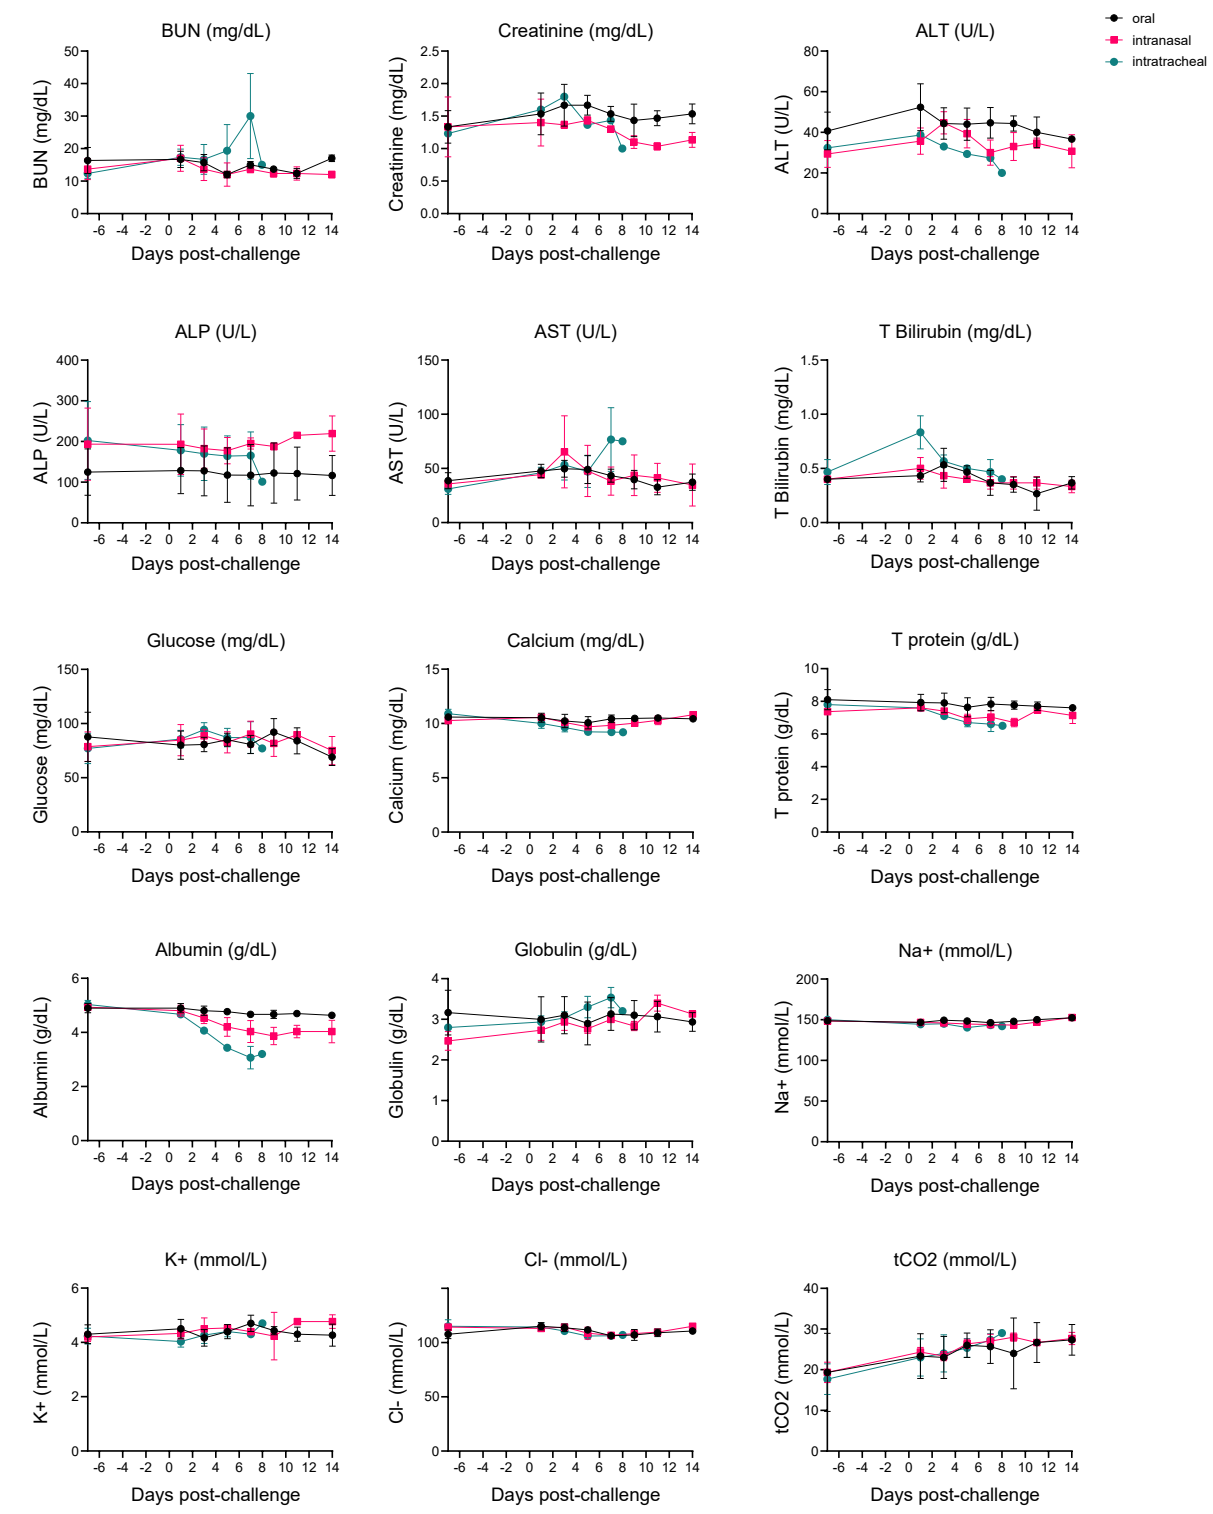 BUN (mg/dL)
Creatinine (mg/dL)
ALT (U/L)
oral
intranasal
intratracheal
BUN (mg/dL)
50
40
30
20
10
0
-6 -4 -2 0 2 4 6 8 10 12 14
Days post-challenge
Creatinine (mg/dL)
2.5
2.0
1.5
1.0
0.5
0.0
-6 -4 -2 0 2 4 6 8 10 12 14
Days post-challenge
ALT (U/L)
80
60
40
20
0
-6 -4 -2 0 2 4 6 8 10 12 14
Days post-challenge
ALP (U/L)
ALP (U/L)
400
300
200
100
0
-6 -4 -2 0 2 4 6 8 10 12 14
Days post-challenge
AST (U/L)
AST (U/L)
150
100
50
0
-6 -4 -2 0 2 4 6 8 10 12 14
Days post-challenge
T Bilirubin (mg/dL)
T Bilirubin (mg/dL)
1.5
1.0
0.5
0.0
-6 -4 -2 0 2 4 6 8 10 12 14
Days post-challenge
Glucose (mg/dL)
Glucose (mg/dL)
150
100
50
0
-6 -4 -2 0 2 4 6 8 10 12 14
Days post-challenge
Calcium (mg/dL)
Calcium (mg/dL)
15
10
5
0
-6 -4 -2 0 2 4 6 8 10 12 14
Days post-challenge
T protein (g/dL)
T protein (g/dL)
10
8
6
4
2
0
-6 -4 -2 0 2 4 6 8 10 12 14
Days post-challenge
Albumin (g/dL)
Albumin (g/dL)
6
4
2
0
-6 -4 -2 0 2 4 6 8 10 12 14
Days post-challenge
Globulin (g/dL)
Globulin (g/dL)
4
3
2
1
0
-6 -4 -2 0 2 4 6 8 10 12 14
Days post-challenge
Na+ (mmol/L)
Na+ (mmol/L)
200
150
100
50
0
-6 -4 -2 0 2 4 6 8 10 12 14
Days post-challenge
K+ (mmol/L)
K+ (mmol/L)
6
4
2
0
-6 -4 -2 0 2 4 6 8 10 12 14
Days post-challenge
Cl- (mmol/L)
Cl- (mmol/L)
100
50
0
-6 -4 -2 0 2 4 6 8 10 12 14
Days post-challenge
tCO2 (mmol/L)
tCO2 (mmol/L)
40
30
20
10
0
-6 -4 -2 0 2 4 6 8 10 12 14
Days post-challenge